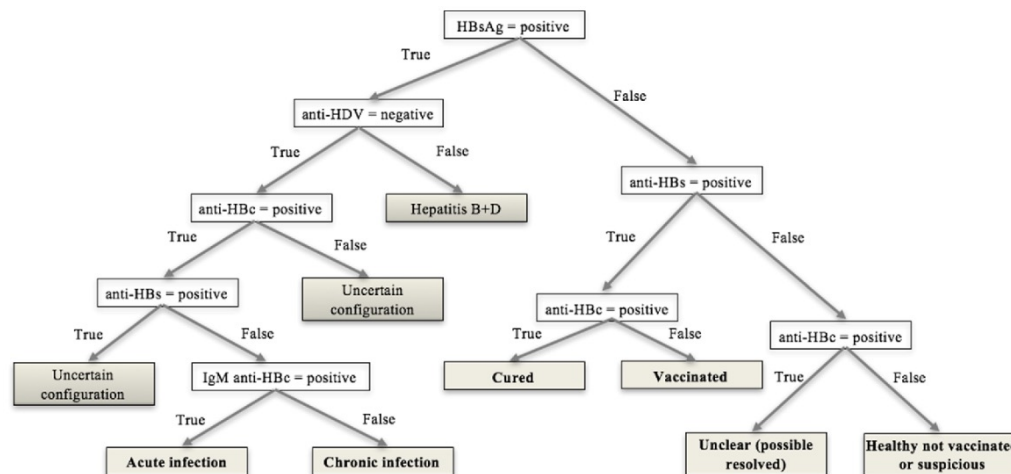 HBsAg = positive
True
False
anti-HDV = negative
True
False
anti-HBs = positive
anti-HBc = positive
Hepatitis B+D
True
False
True
False
anti-HBs = positive
Uncertain
configuration
anti-HBc = positive
anti-HBc = positive
True
False
True
False
Uncertain
configuration
IgM anti-HBc = positive
Cured
Vaccinated
True
False
True
False
Acute infection
Chronic infection
Unclear (possible
resolved)
Healthy not vaccinated
or suspicious